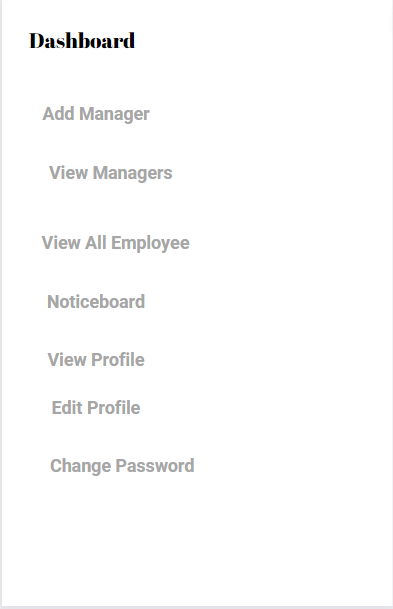 Dashboard
Add Manager
View Managers
View All Employee
Noticeboard
View Profile
Edit Profile
Change Password